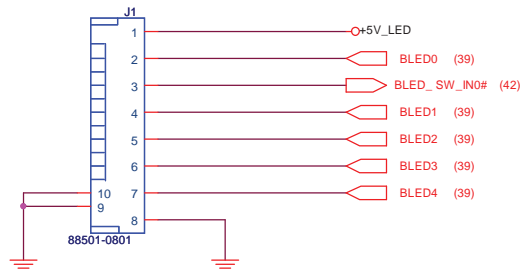 J1
1 +5V_LED
2 BLED0 (39)
3 BLED_ SW_IN0# (42)
4 BLED1 (39)
5 BLED2 (39)
6 BLED3 (39)
10 7 BLED4 (39)
9
8
88501-0801